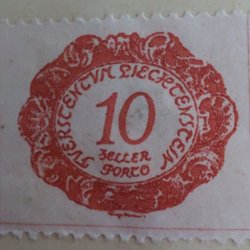 FVERSTENTVM LIECHTENSTEIN
10
HELLER
PORTO